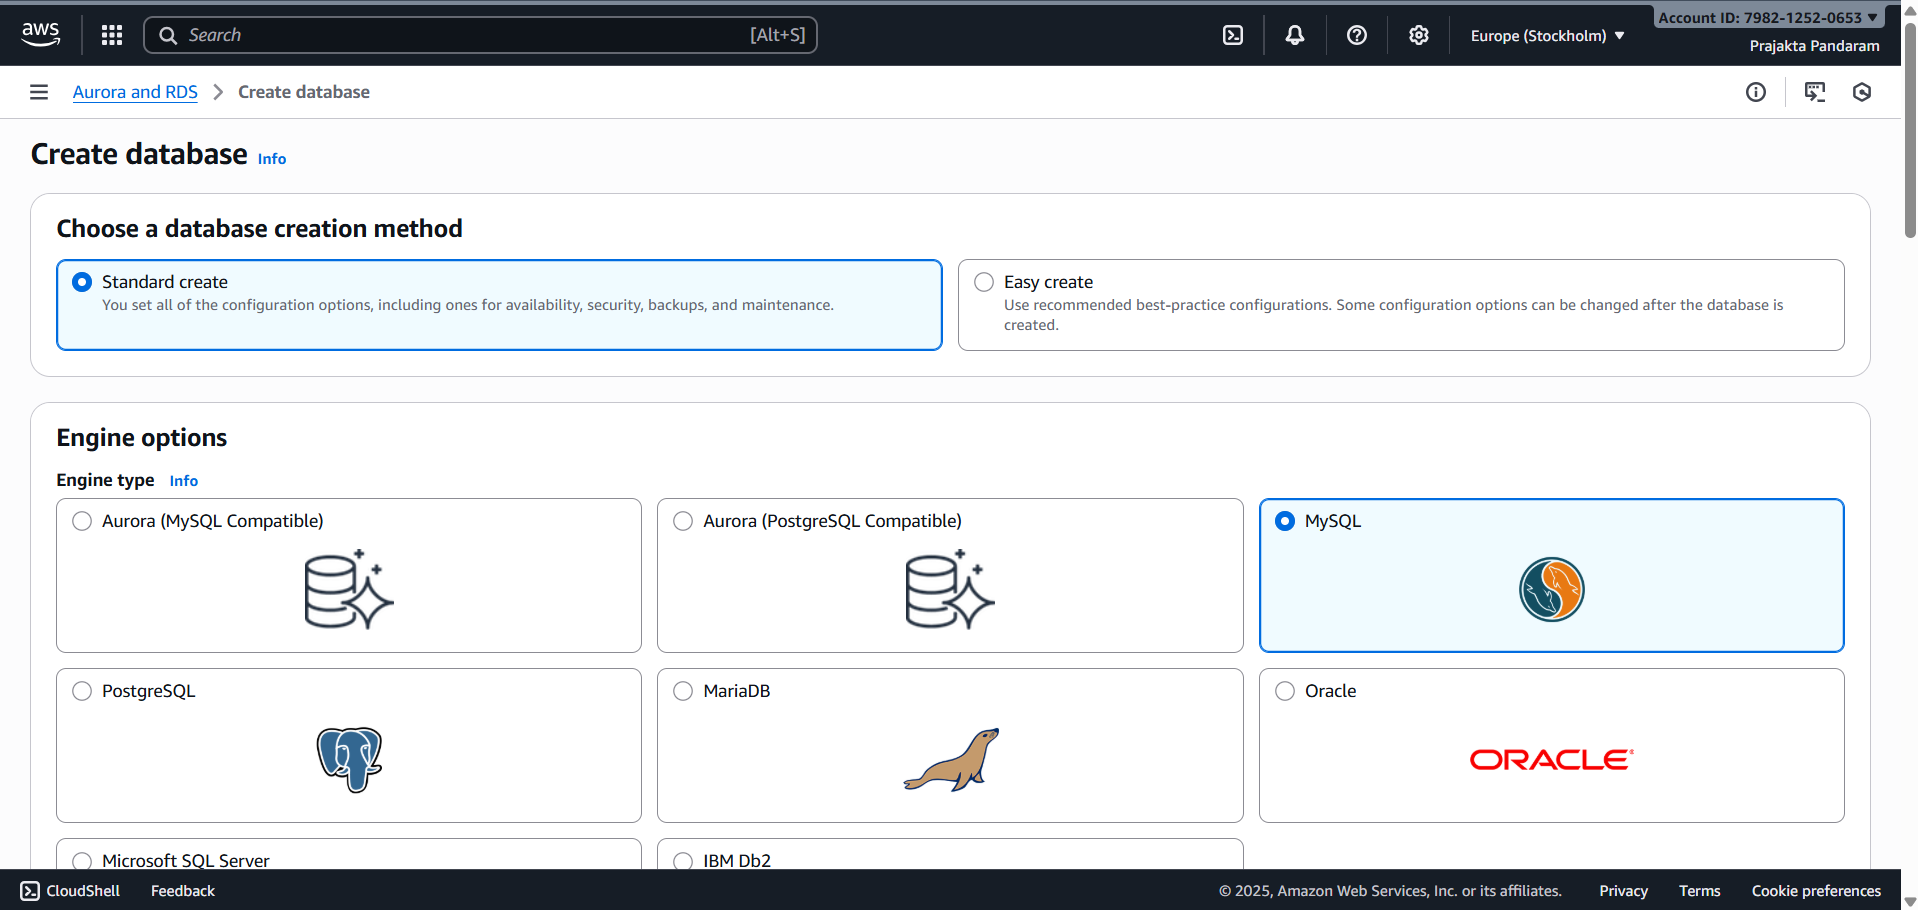 aws
Search [Alt+S]
Europe (Stockholm)
Account ID: 7982-1252-0653
Prajakta Pandaram
Aurora and RDS > Create database
Create database Info
Choose a database creation method
Standard create
You set all of the configuration options, including ones for availability, security, backups, and maintenance.
Easy create
Use recommended best-practice configurations. Some configuration options can be changed after the database is
created.
Engine options
Engine type Info
Aurora (MySQL Compatible)
Aurora (PostgreSQL Compatible)
MySQL
PostgreSQL
MariaDB
Oracle
ORACLE
Microsoft SQL Server
IBM Db2
CloudShell Feedback © 2025, Amazon Web Services, Inc. or its affiliates. Privacy Terms Cookie preferences